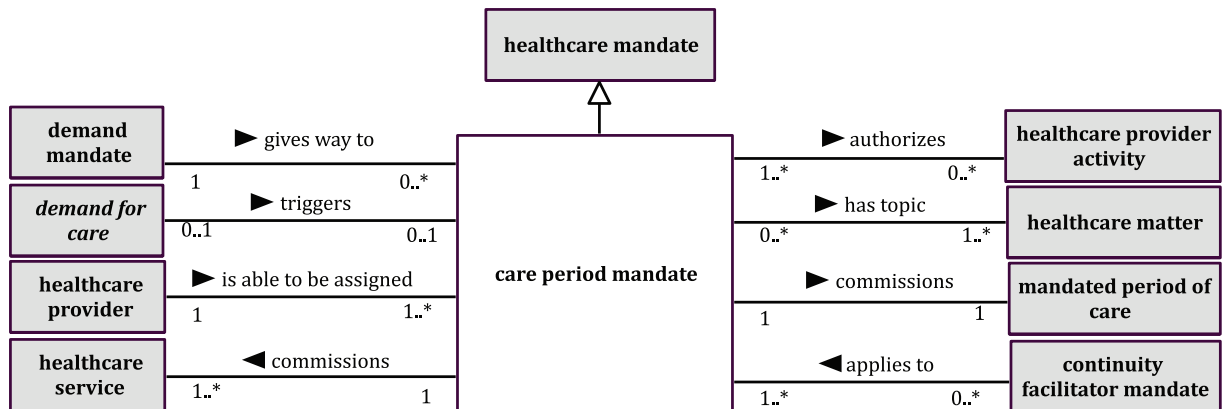 healthcare mandate
demand
mandate
gives way to
1
0..*
demand for
care
triggers
0..1
0..1
healthcare
provider
is able to be assigned
1
1..*
healthcare
service
commissions
1..*
1
care period mandate
authorizes
1..*
0..*
healthcare provider
activity
has topic
0..*
1..*
healthcare matter
commissions
1
1
mandated period of
care
applies to
1..*
0..*
continuity
facilitator mandate